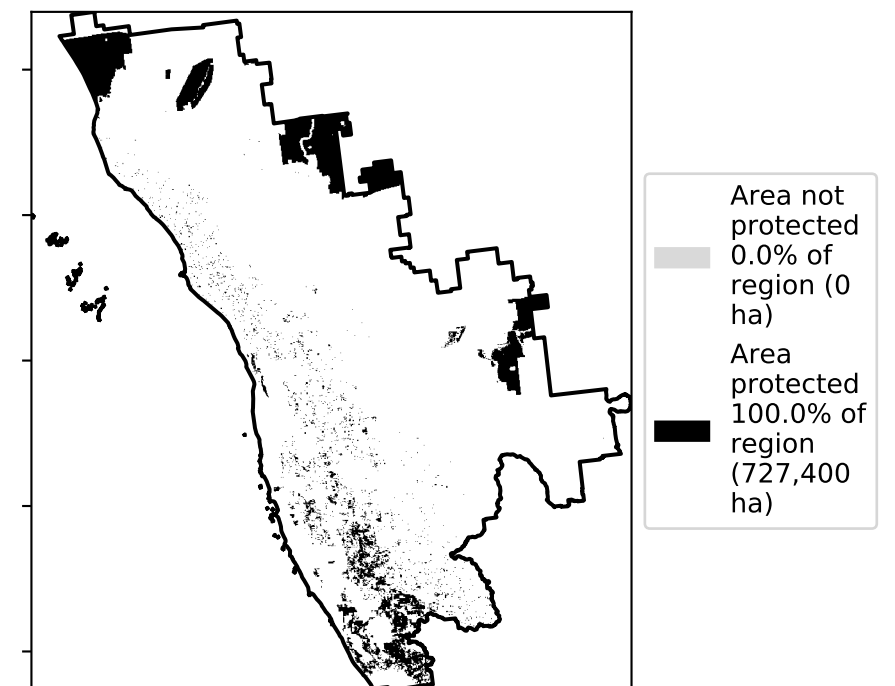 Area not
protected
0.0% of
region (0
ha)
Area
protected
100.0% of
region
(727,400
ha)